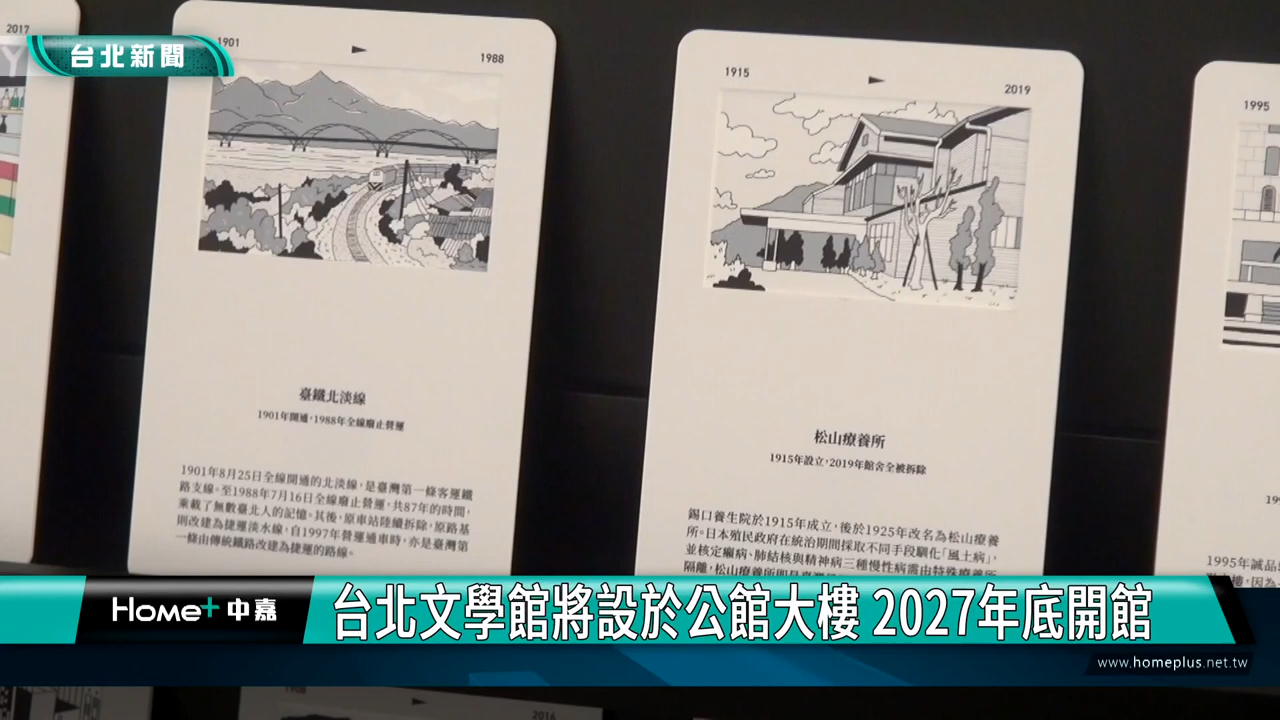 2017
台北新聞
1901
1988
臺鐵北淡線
1901年開通，1988年全線廢止營運
1901年8月25日全線開通的北淡線，是臺灣第一條客運鐵
路支線。至1988年7月16日全線廢止營運，共87年的時間，
乘載了無數臺北人的記憶。其後，原車站陸續拆除，原路基
則改建為捷運淡水線，自1997年營運通車時，亦是臺灣第
一條由傳統鐵路改建為捷運的路線。
1915
2019
松山療養所
1915年設立，2019年館舍全被拆除
錫口養生院於1915年成立，後於1925年改名為松山療養
所。日本殖民政府在統治期間採取不同手段馴化「風土病」，
並核定癩病、肺結核與精神病三種慢性病需由特殊療養所
1995
1995年誠品
Home+ 中嘉
台北文學館將設於公館大樓 2027年底開館
www.homeplus.net.tw
2016